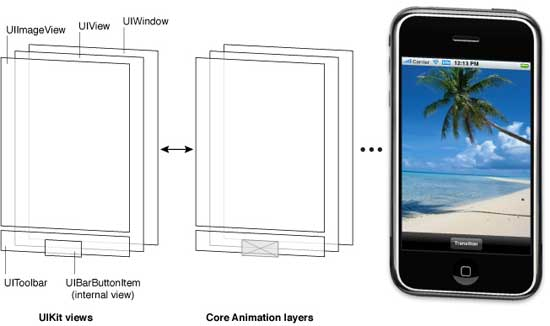 UIWindow
UIView
UIImageView
UIToolbar
UIBarButtonItem
(internal view)
UIKit views
Core Animation layers
Carrier
12:13 PM
Transition